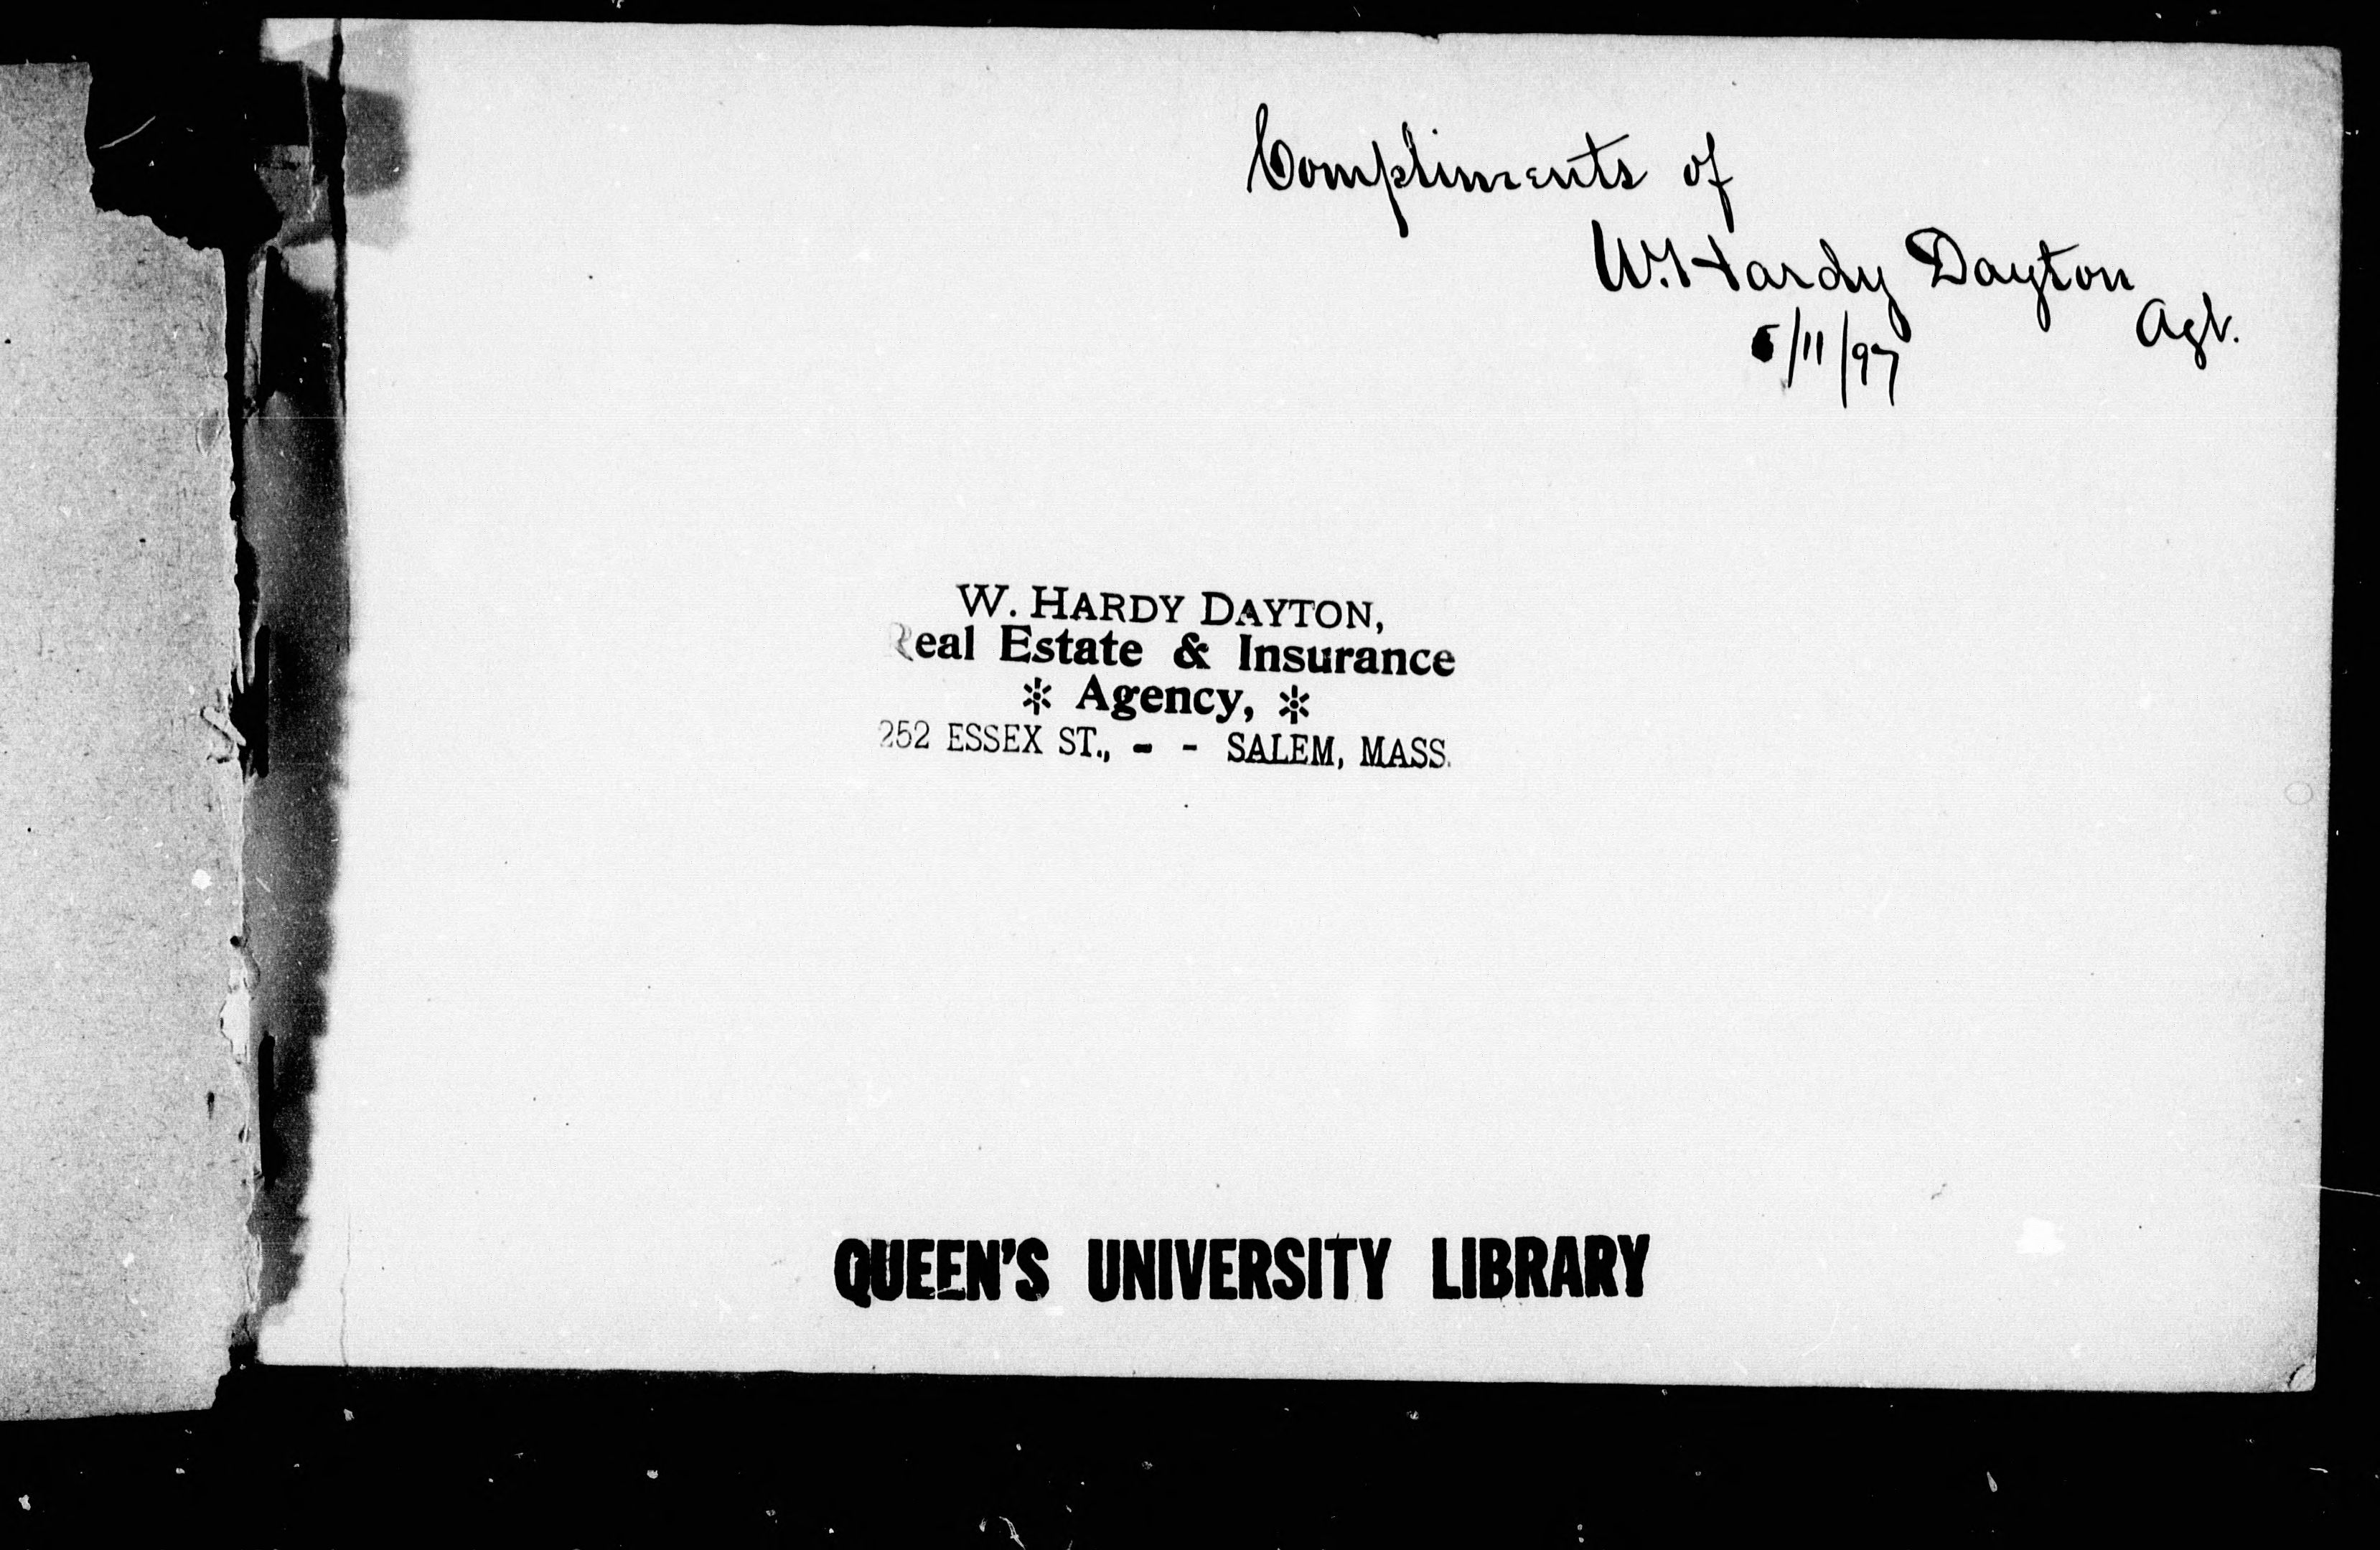 Compliments of
W. Hardy Dayton
Agt.
6/11/97
W. HARDY DAYTON,
Real Estate & Insurance
* Agency, *
252 ESSEX ST., - - SALEM, MASS.
QUEEN'S UNIVERSITY LIBRARY